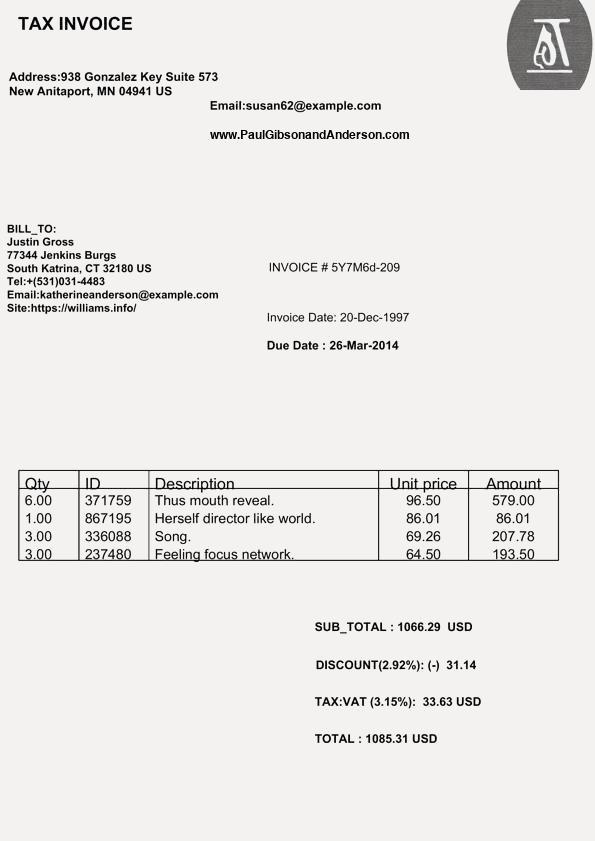 TAX INVOICE
Address:938 Gonzalez Key Suite 573
New Anitaport, MN 04941 US
Email:susan62@example.com
www.PaulGibsonandAnderson.com
BILL_TO:
Justin Gross
77344 Jenkins Burgs
South Katrina, CT 32180 US
Tel:+(531)031-4483
Email:katherineanderson@example.com
Site:https://williams.info/
INVOICE # 5Y7M6d-209
Invoice Date: 20-Dec-1997
Due Date : 26-Mar-2014
Qty ID Description Unit price Amount
6.00 371759 Thus mouth reveal. 96.50 579.00
1.00 867195 Herself director like world. 86.01 86.01
3.00 336088 Song. 69.26 207.78
3.00 237480 Feeling focus network. 64.50 193.50
SUB_TOTAL : 1066.29 USD
DISCOUNT(2.92%): (-) 31.14
TAX:VAT (3.15%): 33.63 USD
TOTAL : 1085.31 USD